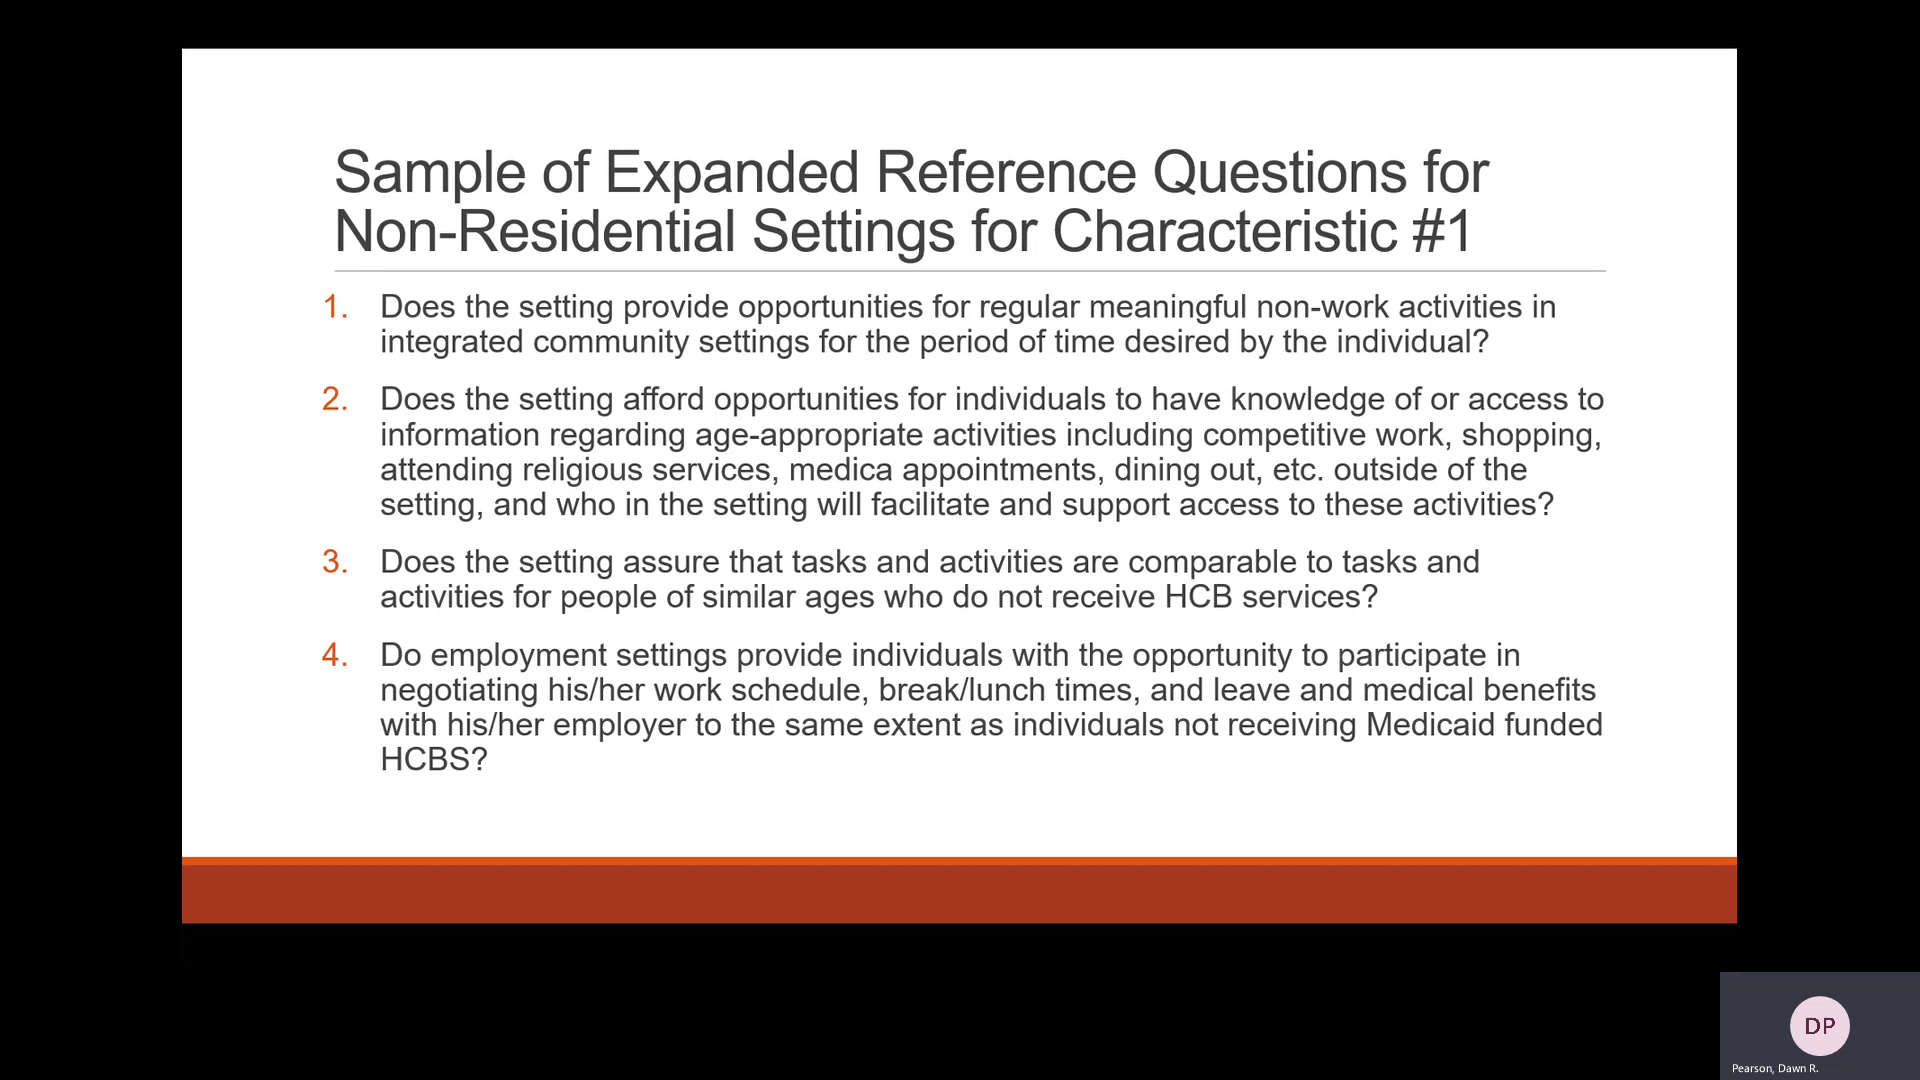 Sample of Expanded Reference Questions for
Non-Residential Settings for Characteristic #1
1. Does the setting provide opportunities for regular meaningful non-work activities in
integrated community settings for the period of time desired by the individual?
2. Does the setting afford opportunities for individuals to have knowledge of or access to
information regarding age-appropriate activities including competitive work, shopping,
attending religious services, medica appointments, dining out, etc. outside of the
setting, and who in the setting will facilitate and support access to these activities?
3. Does the setting assure that tasks and activities are comparable to tasks and
activities for people of similar ages who do not receive HCB services?
4. Do employment settings provide individuals with the opportunity to participate in
negotiating his/her work schedule, break/lunch times, and leave and medical benefits
with his/her employer to the same extent as individuals not receiving Medicaid funded
HCBS?
DP
Pearson, Dawn R.